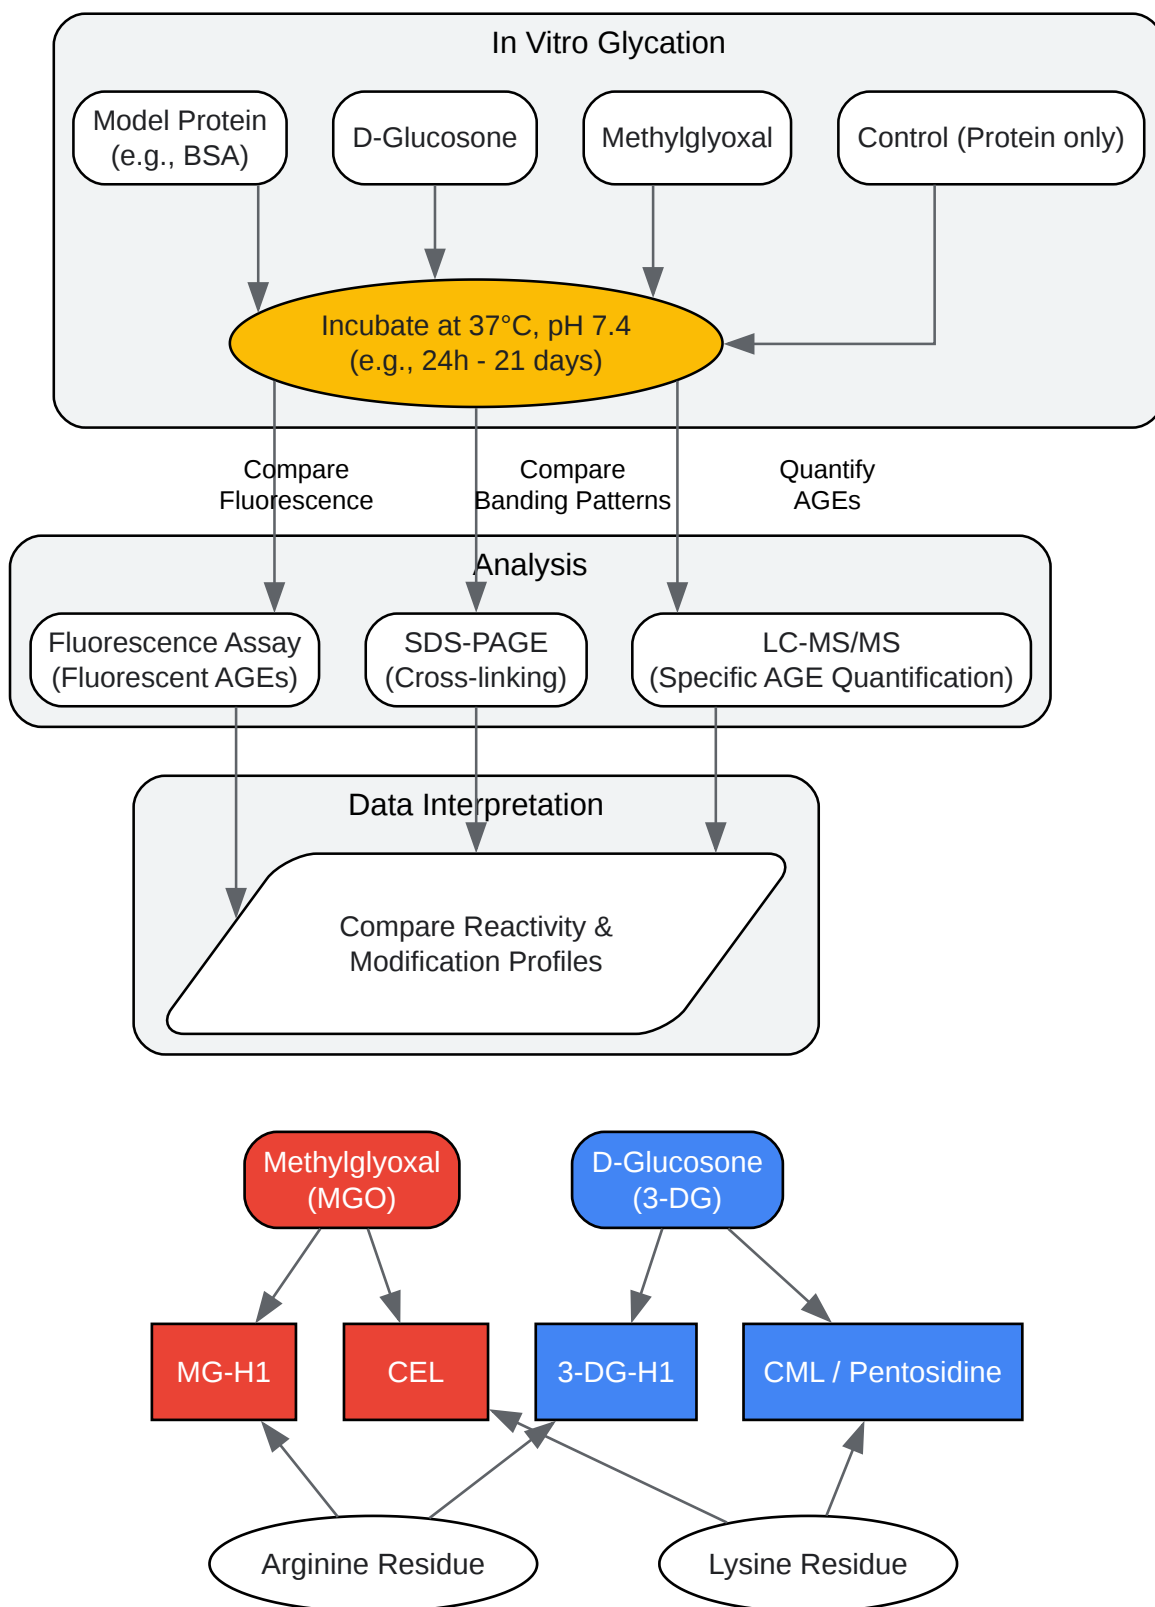 In Vitro Glycation
Model Protein
(e.g., BSA)
D-Glucosone
Methylglyoxal
Control (Protein only)
Incubate at 37°C, pH 7.4
(e.g., 24h - 21 days)
Compare
Fluorescence
Compare
Banding Patterns
Quantify
AGEs
Analysis
Fluorescence Assay
(Fluorescent AGEs)
SDS-PAGE
(Cross-linking)
LC-MS/MS
(Specific AGE Quantification)
Data Interpretation
Compare Reactivity &
Modification Profiles
Methylglyoxal
(MGO)
D-Glucosone
(3-DG)
MG-H1
CEL
3-DG-H1
CML / Pentosidine
Arginine Residue
Lysine Residue